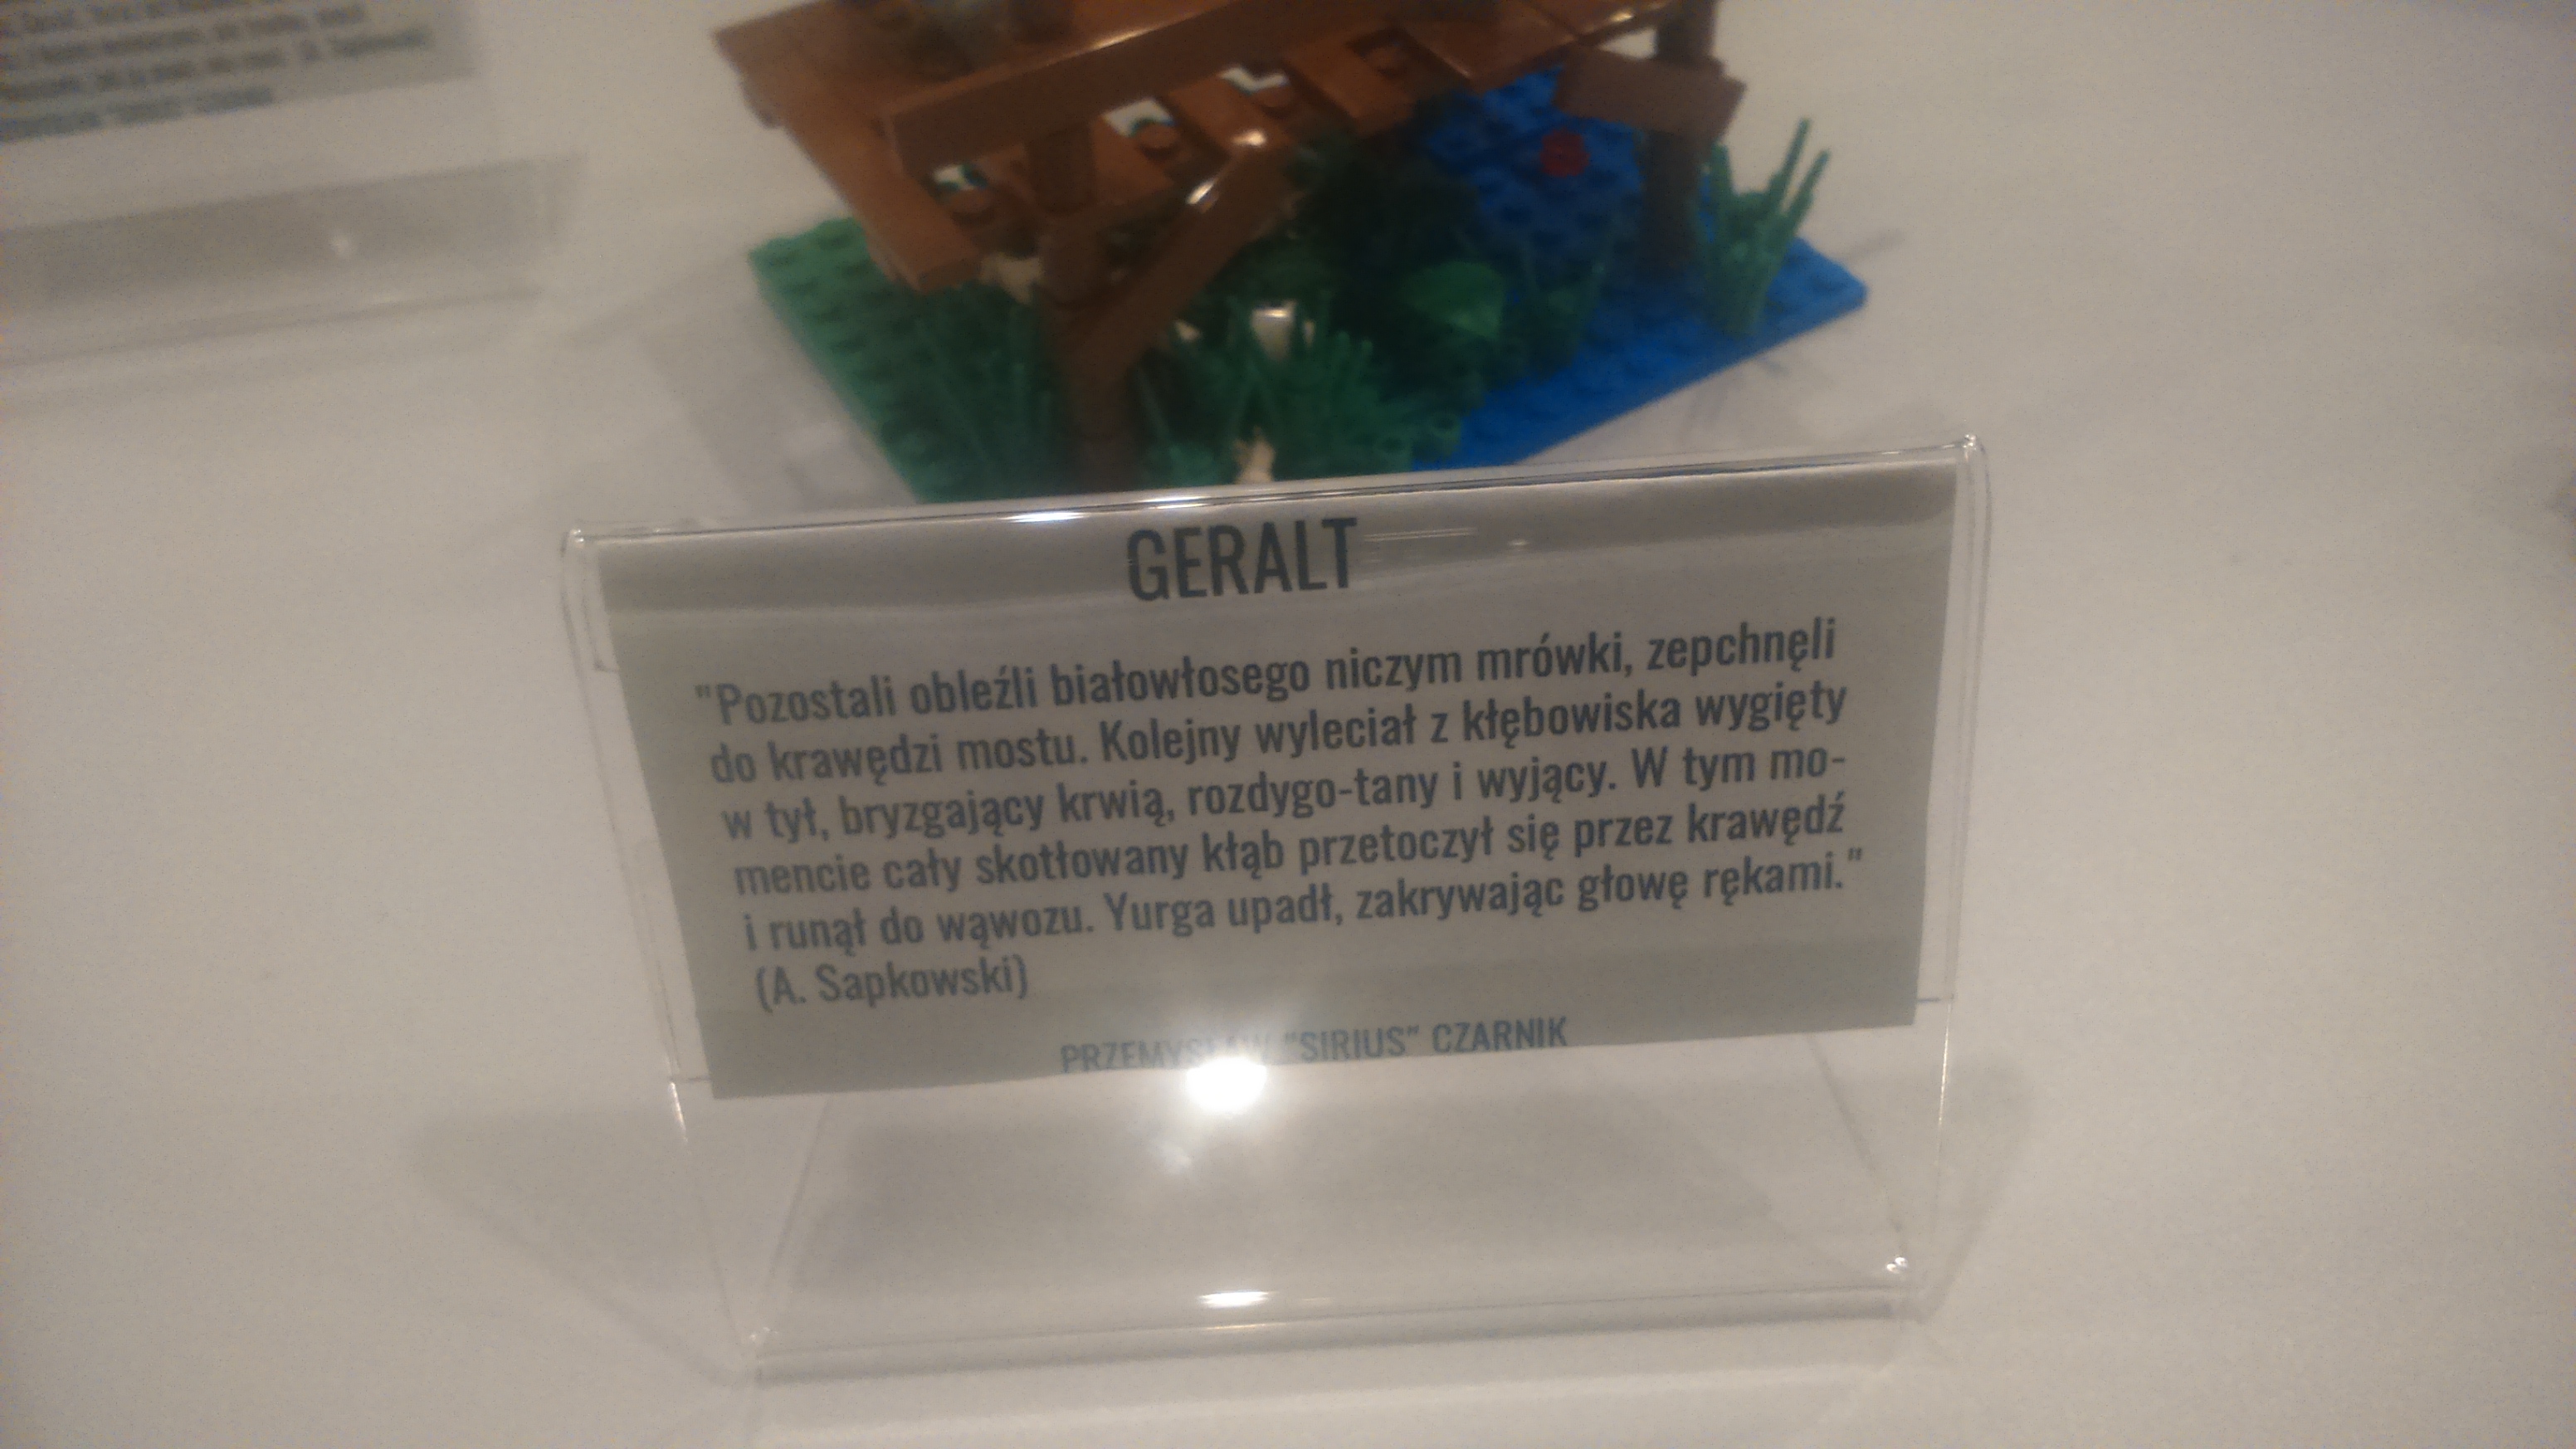 GERALT
"Pozostali obleźli białowłosego niczym mrówki, zepchnęli
do krawędzi mostu. Kolejny wyleciał z kłębowiska wygięty
w tył, bryzgający krwią, rozdygo-tany i wyjący. W tym mo-
mencie cały skotłowany kłąb przetoczył się przez krawędź
i runął do wąwozu. Yurga upadł, zakrywając głowę rękami."
(A. Sapkowski)
PRZEMYSŁAW "SIRIUS" CZARNIK